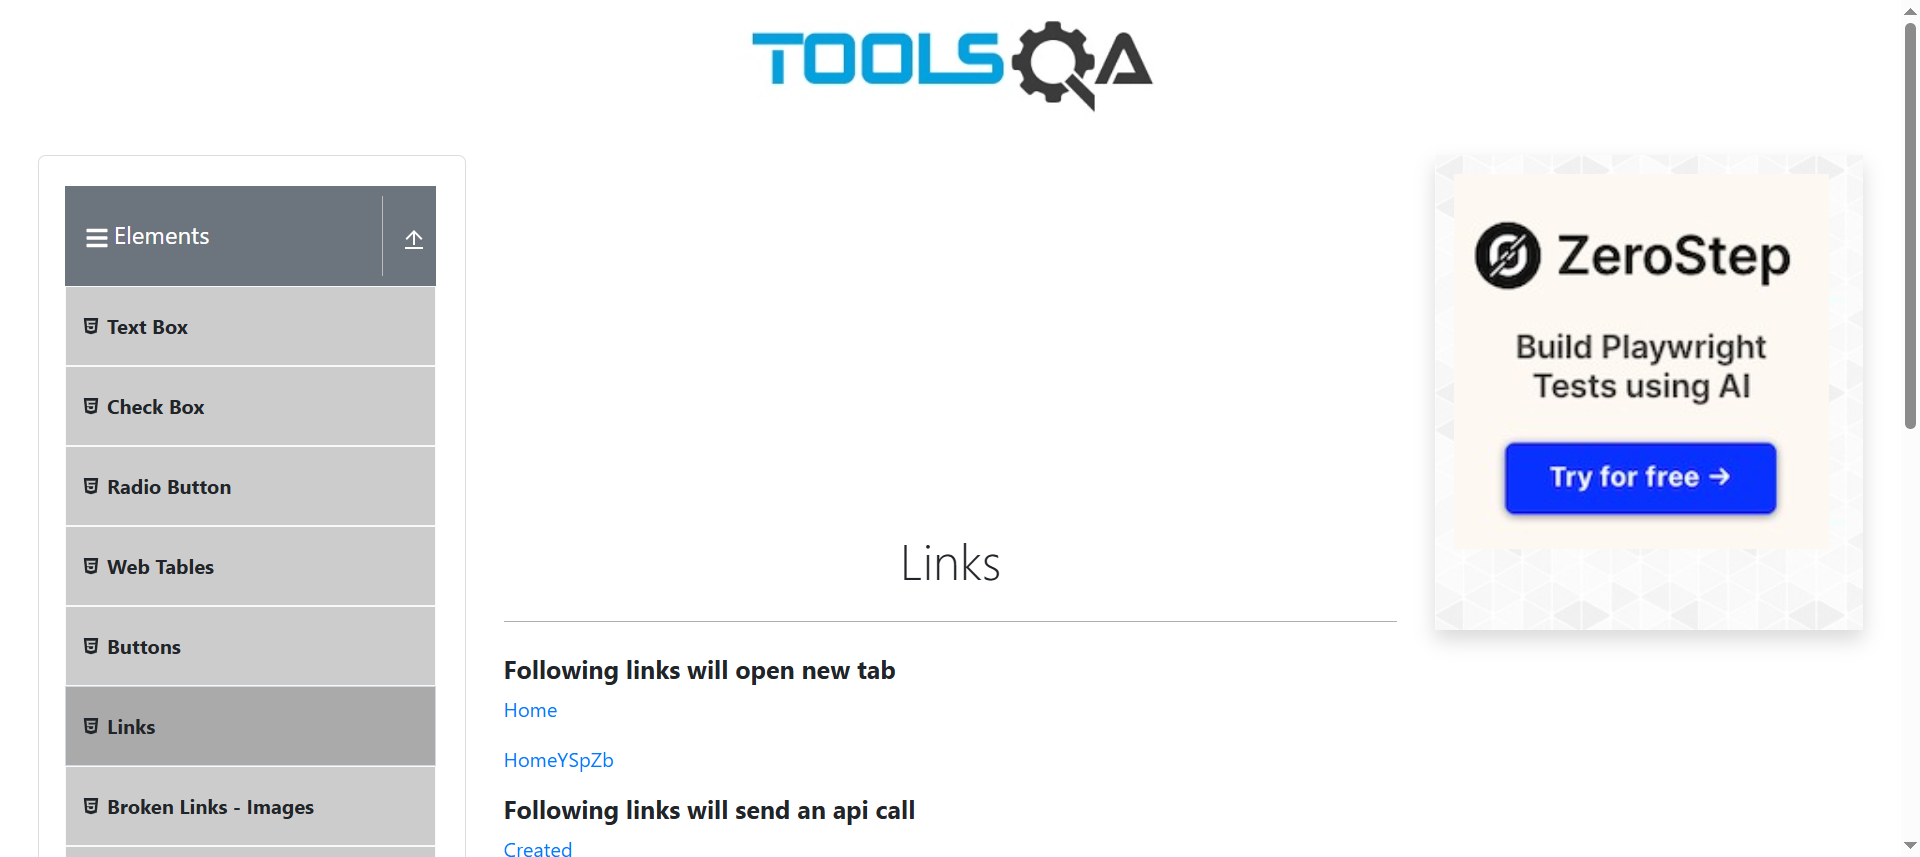 TOOLSQA
Elements
Text Box
Check Box
Radio Button
Web Tables
Buttons
Links
Broken Links - Images
Links
Following links will open new tab
Home
HomeYSpZb
Following links will send an api call
Created
ZeroStep
Build Playwright
Tests using AI
Try for free →